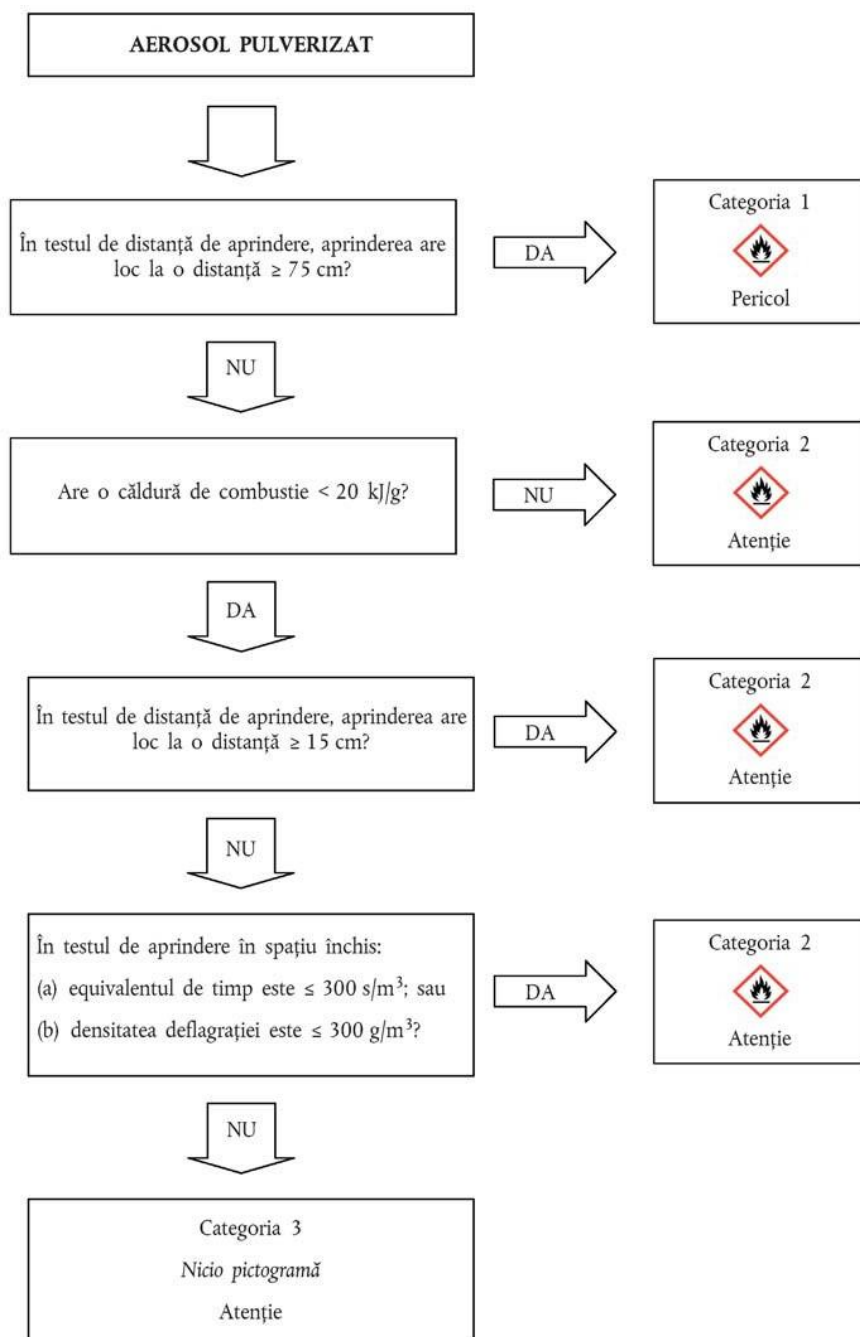 AEROSOL PULVERIZAT
În testul de distanță de aprindere, aprinderea are
loc la o distanță ≥ 75 cm?
DA
Categoria 1
Pericol
NU
Are o căldură de combustie < 20 kJ/g?
NU
Categoria 2
Atenție
DA
În testul de distanță de aprindere, aprinderea are
loc la o distanță ≥ 15 cm?
DA
Categoria 2
Atenție
NU
În testul de aprindere în spațiu închis:
(a) equivalentul de timp este ≤ 300 s/m³; sau
(b) densitatea deflagrației este ≤ 300 g/m³?
DA
Categoria 2
Atenție
NU
Categoria 3
Nicio pictogramă
Atenție